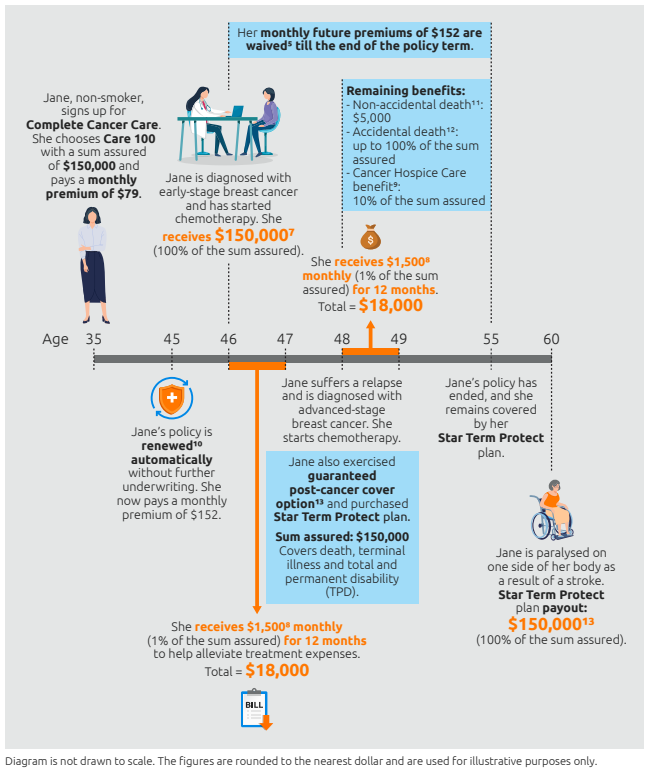 Her monthly future premiums of $152 are
waived⁵ till the end of the policy term.
Jane, non-smoker,
signs up for
Complete Cancer Care.
She chooses Care 100
with a sum assured
of $150,000 and
pays a monthly
premium of $79.
Jane is diagnosed with
early-stage breast cancer
and has started
chemotherapy. She
receives $150,000⁷
(100% of the sum assured).
Remaining benefits:
- Non-accidental death¹¹:
$5,000
- Accidental death¹²:
up to 100% of the sum
assured
- Cancer Hospice Care
benefit⁹:
10% of the sum assured
$
She receives $1,500⁸
monthly (1% of the sum
assured) for 12 months.
Total = $18,000
Age 35 45 46 47 48 49 55 60
Jane's policy is
renewed¹⁰
automatically
without further
underwriting. She
now pays a monthly
premium of $152.
Jane suffers a relapse
and is diagnosed with
advanced-stage
breast cancer. She
starts chemotherapy.
Jane also exercised
guaranteed
post-cancer cover
option¹³ and purchased
Star Term Protect plan.
Sum assured: $150,000
Covers death, terminal
illness and total and
permanent disability
(TPD).
Jane's policy has
ended, and she
remains covered
by her
Star Term Protect
plan.
Jane is paralysed on
one side of her body as
a result of a stroke.
Star Term Protect
plan payout:
$150,000¹³
(100% of the sum assured).
She receives $1,500⁸ monthly
(1% of the sum assured) for 12 months
to help alleviate treatment expenses.
Total = $18,000
BILL
Diagram is not drawn to scale. The figures are rounded to the nearest dollar and are used for illustrative purposes only.